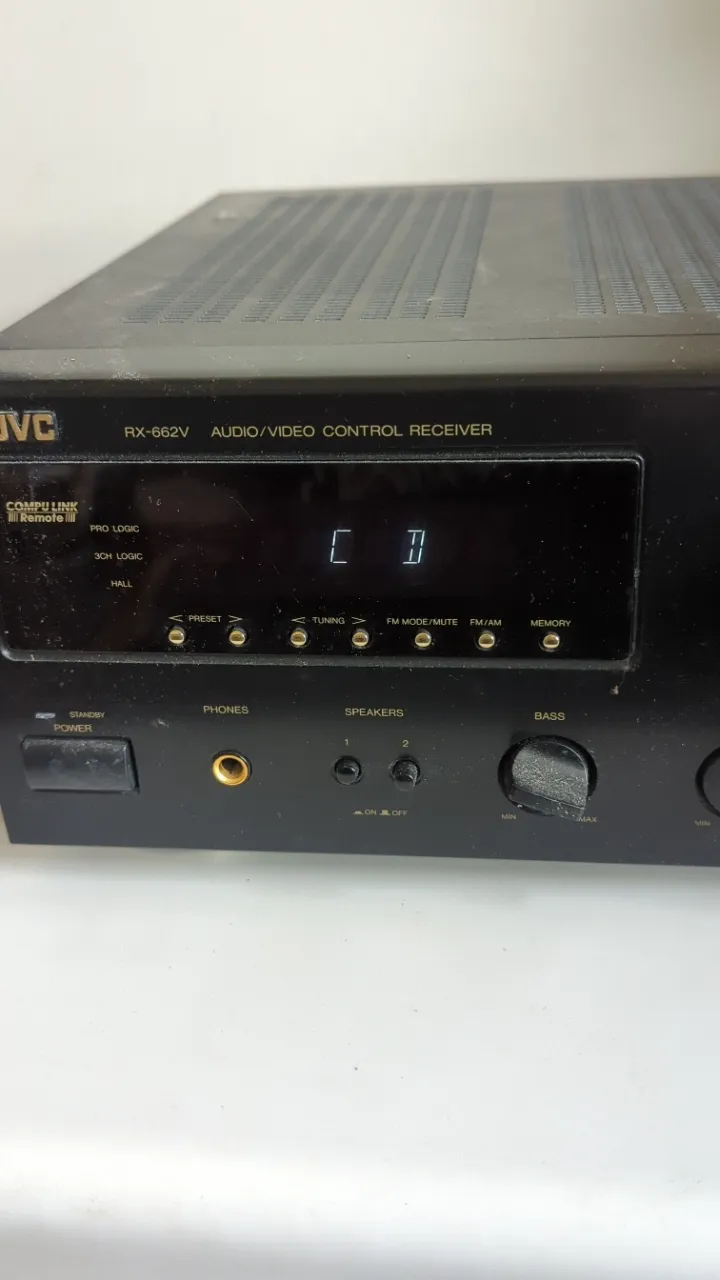 JVC RX-662V AUDIO/VIDEO CONTROL RECEIVER
COMPU LINK
Remote
PRO LOGIC
3CH LOGIC
HALL
C D
< PRESET > < TUNING > FM MODE/MUTE FM/AM MEMORY
STANDBY
POWER
PHONES
SPEAKERS
1 2
ON OFF
BASS
MIN MAX
MIN